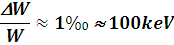 ΔW/W ≈ 1‰ ≈ 100keV